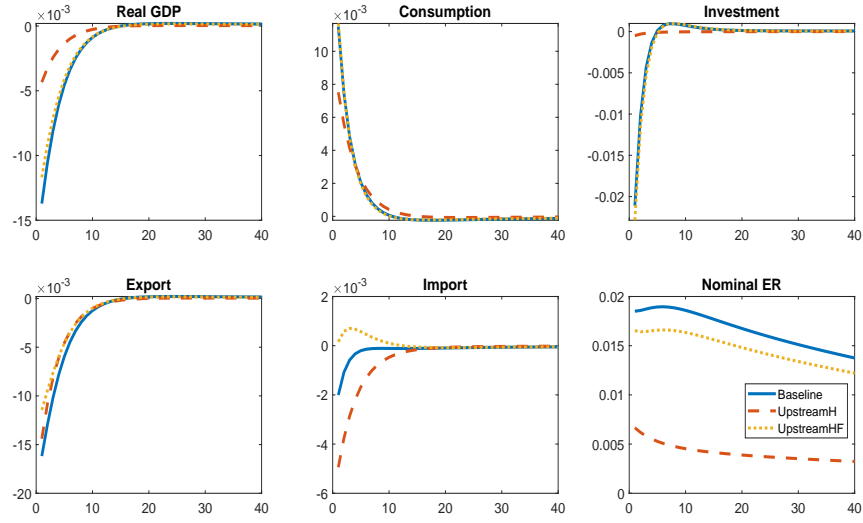 Real GDP
×10⁻³
0
-5
-10
-15
0 10 20 30 40
Consumption
×10⁻³
10
8
6
4
2
0
0 10 20 30 40
Investment
0
-0.005
-0.01
-0.015
-0.02
0 10 20 30 40
Export
×10⁻³
0
-5
-10
-15
-20
0 10 20 30 40
Import
×10⁻³
2
0
-2
-4
-6
0 10 20 30 40
Nominal ER
0.02
0.015
0.01
0.005
0
0 10 20 30 40
Baseline
UpstreamH
UpstreamHF